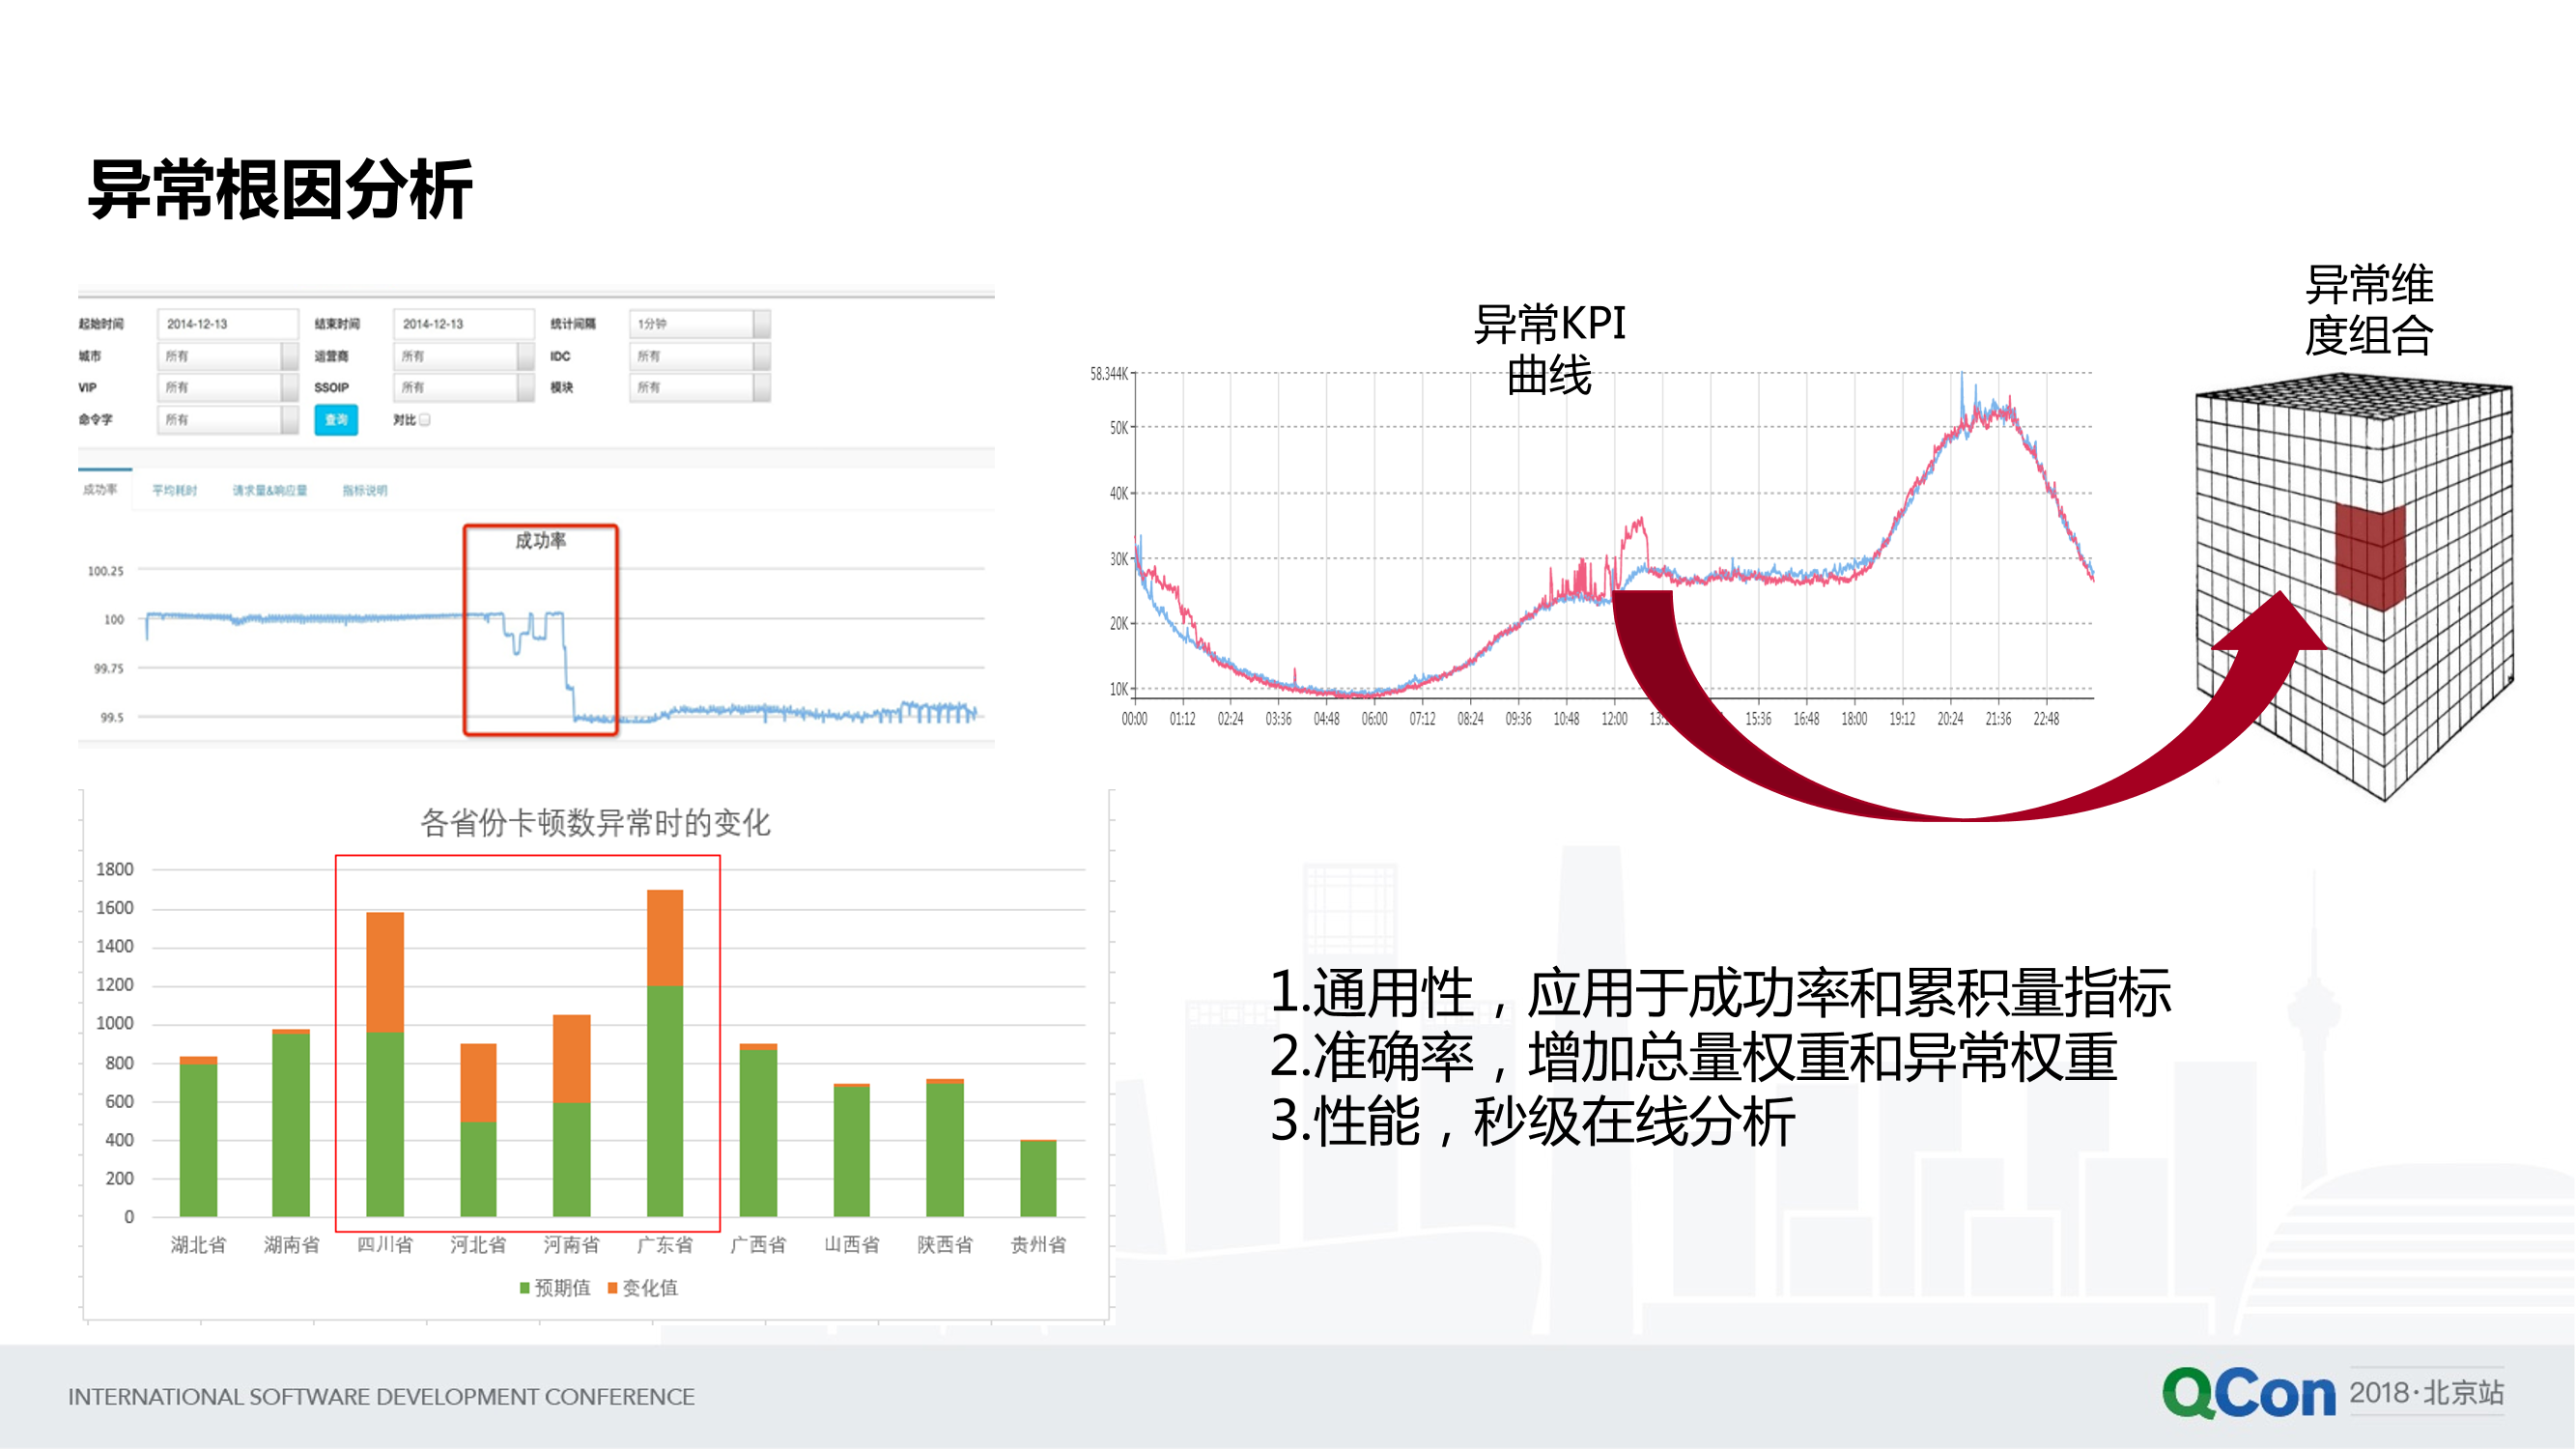 异常根因分析
起始时间 2014-12-13 结束时间 2014-12-13 统计间隔 1分钟
城市 所有 运营商 所有 IDC 所有
VIP 所有 SSOIP 所有 模块 所有
命令字 所有 查询 对比
成功率 平均耗时 请求量&响应量 指标说明
成功率
100.25
100
99.75
99.5
异常KPI
曲线
58.344K
50K
40K
30K
20K
10K
00:00 01:12 02:24 03:36 04:48 06:00 07:12 08:24 09:36 10:48 12:00 15:36 16:48 18:00 19:12 20:24 21:36 22:48
异常维
度组合
各省份卡顿数异常时的变化
1800
1600
1400
1200
1000
800
600
400
200
0
湖北省 湖南省 四川省 河北省 河南省 广东省 广西省 山西省 陕西省 贵州省
预期值 变化值
1.通用性，应用于成功率和累积量指标
2.准确率，增加总量权重和异常权重
3.性能，秒级在线分析
INTERNATIONAL SOFTWARE DEVELOPMENT CONFERENCE
QCon 2018·北京站